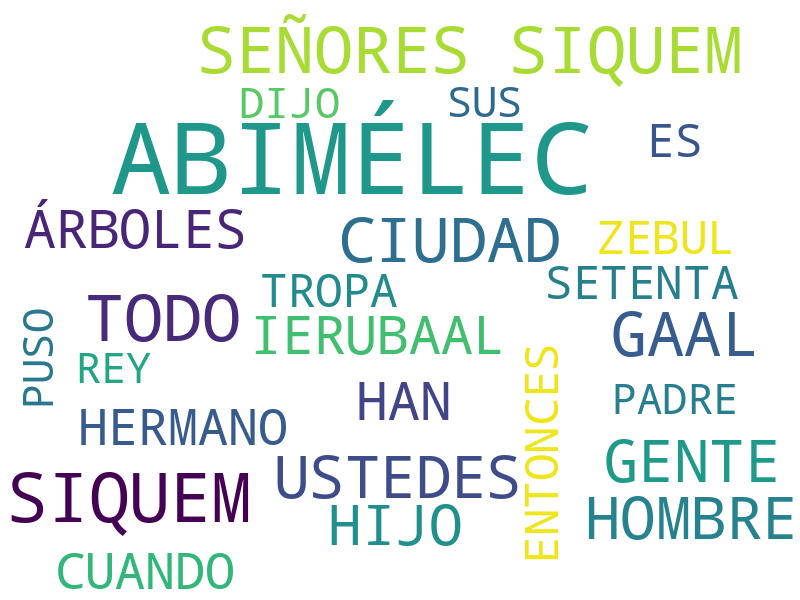 SEÑORES SIQUEM
DIJO
SUS
ABIMÉLEC
ES
ÁRBOLES
CIUDAD
ZEBUL
TROPA
SETENTA
TODO
IERUBAAL
GAAL
PUSO
REY
HAN
ENTONCES
PADRE
HERMANO
USTEDES
GENTE
SIQUEM
HIJO
HOMBRE
CUANDO